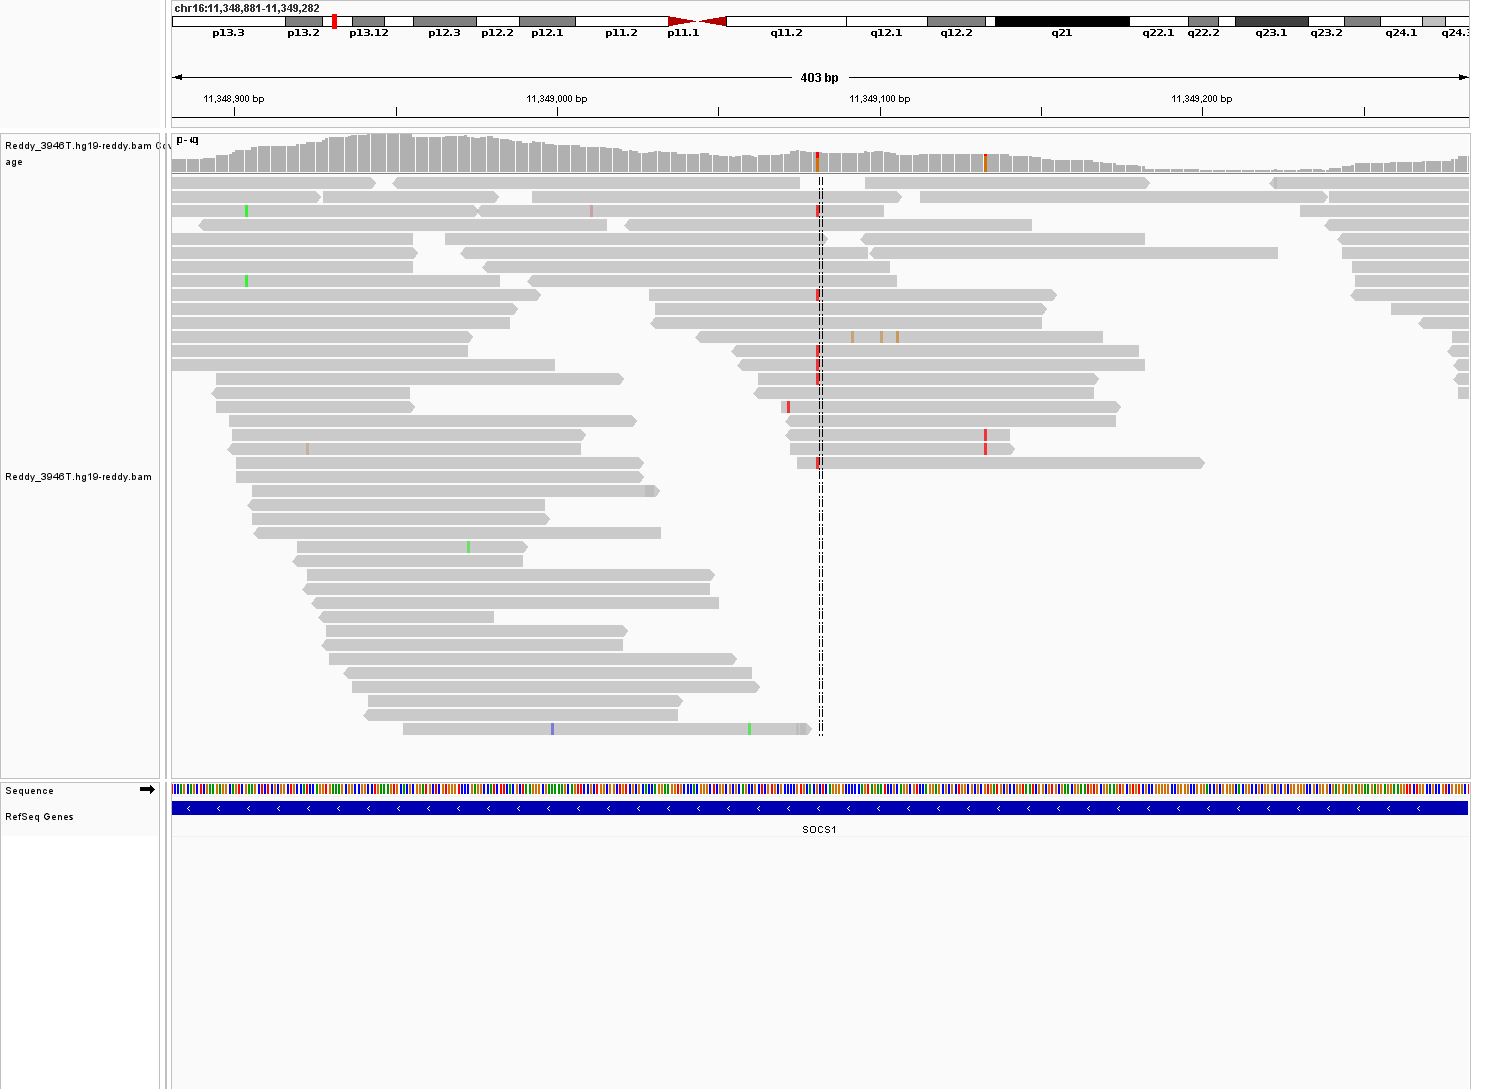 chr16:11,348,881-11,349,282
p13.3 p13.2 p13.12 p12.3 p12.2 p12.1 p11.2 p11.1 q11.2 q12.1 q12.2 q21 q22.1 q22.2 q23.1 q23.2 q24.1 q24.3
403 bp
11,348,900 bp 11,349,000 bp 11,349,100 bp 11,349,200 bp
Reddy_3946T.hg19-reddy.bam Cov
age
Reddy_3946T.hg19-reddy.bam
Sequence
RefSeq Genes
SOCS1